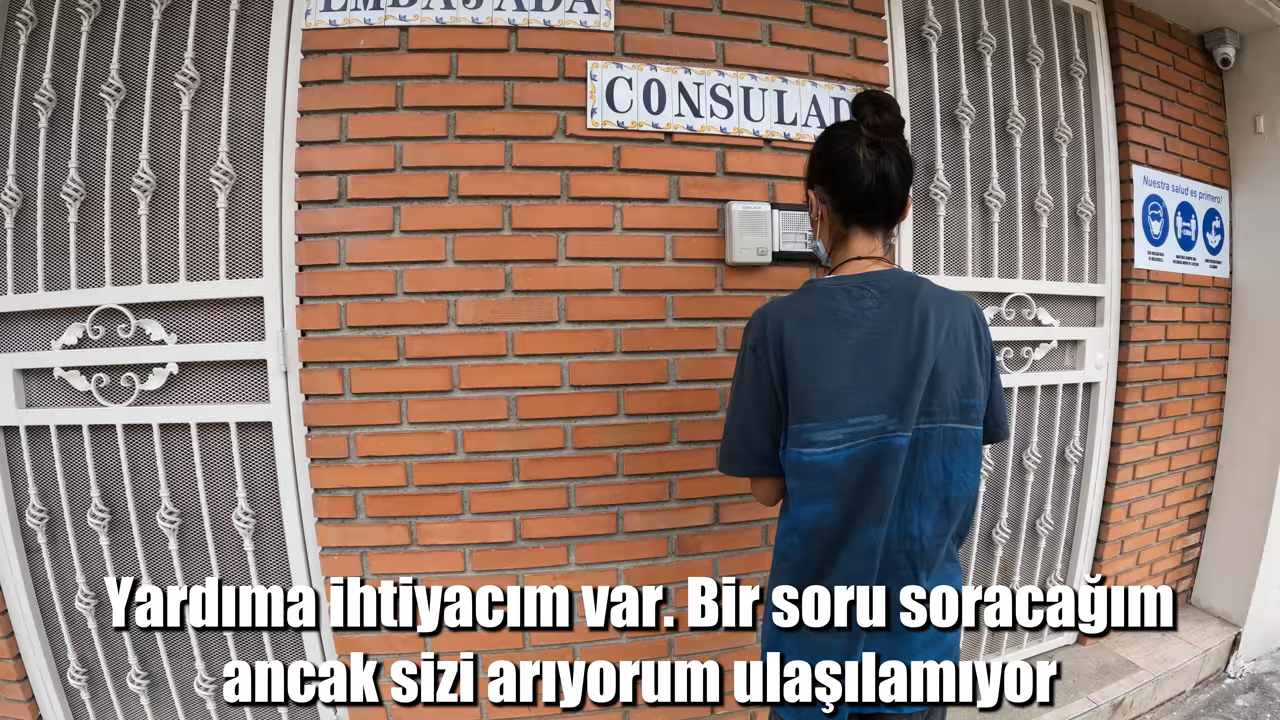 EMBAJADA
CONSULAD
Nuestra salud es primero!
Yardıma ihtiyacım var. Bir soru soracağım
ancak sizi arıyorum ulaşılamıyor